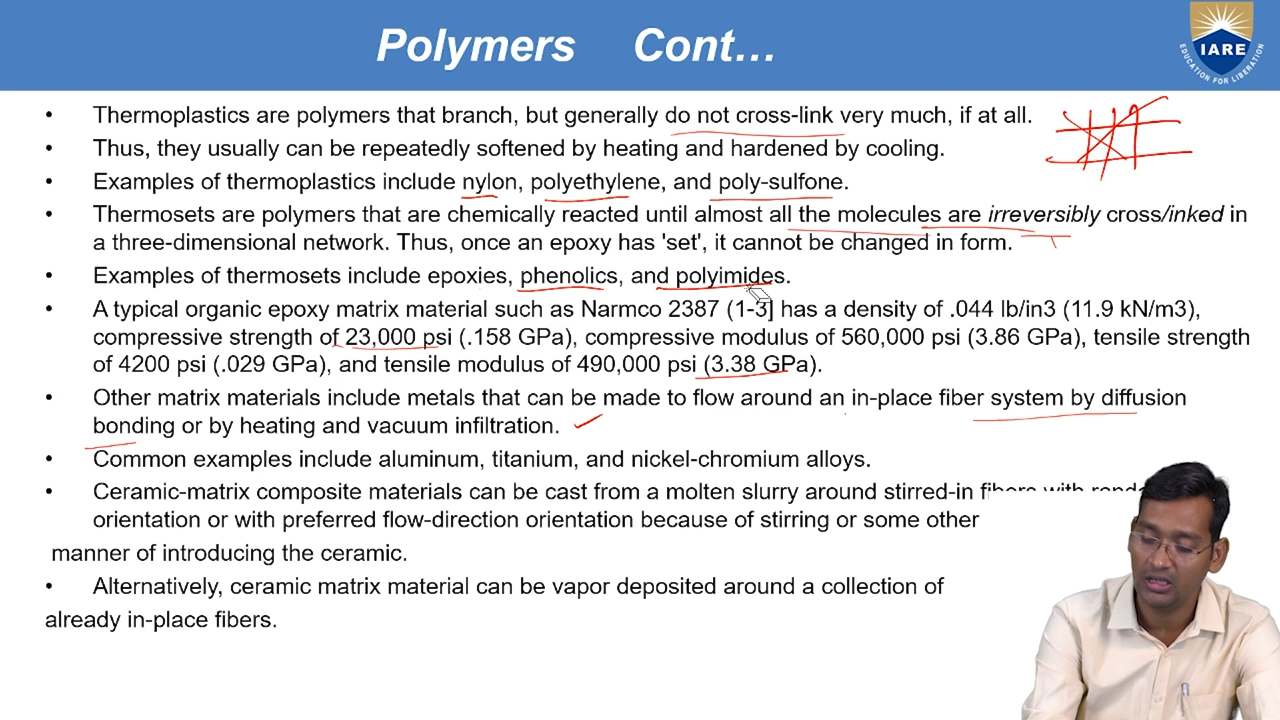 Polymers Cont...
IARE
EDUCATION FOR LIBERATION
• Thermoplastics are polymers that branch, but generally do not cross-link very much, if at all.
• Thus, they usually can be repeatedly softened by heating and hardened by cooling.
• Examples of thermoplastics include nylon, polyethylene, and poly-sulfone.
• Thermosets are polymers that are chemically reacted until almost all the molecules are irreversibly cross/inked in
a three-dimensional network. Thus, once an epoxy has 'set', it cannot be changed in form.
• Examples of thermosets include epoxies, phenolics, and polyimides.
• A typical organic epoxy matrix material such as Narmco 2387 (1-3] has a density of .044 lb/in3 (11.9 kN/m3),
compressive strength of 23,000 psi (.158 GPa), compressive modulus of 560,000 psi (3.86 GPa), tensile strength
of 4200 psi (.029 GPa), and tensile modulus of 490,000 psi (3.38 GPa).
• Other matrix materials include metals that can be made to flow around an in-place fiber system by diffusion
bonding or by heating and vacuum infiltration.
• Common examples include aluminum, titanium, and nickel-chromium alloys.
• Ceramic-matrix composite materials can be cast from a molten slurry around stirred-in fibers with
orientation or with preferred flow-direction orientation because of stirring or some other
manner of introducing the ceramic.
• Alternatively, ceramic matrix material can be vapor deposited around a collection of
already in-place fibers.